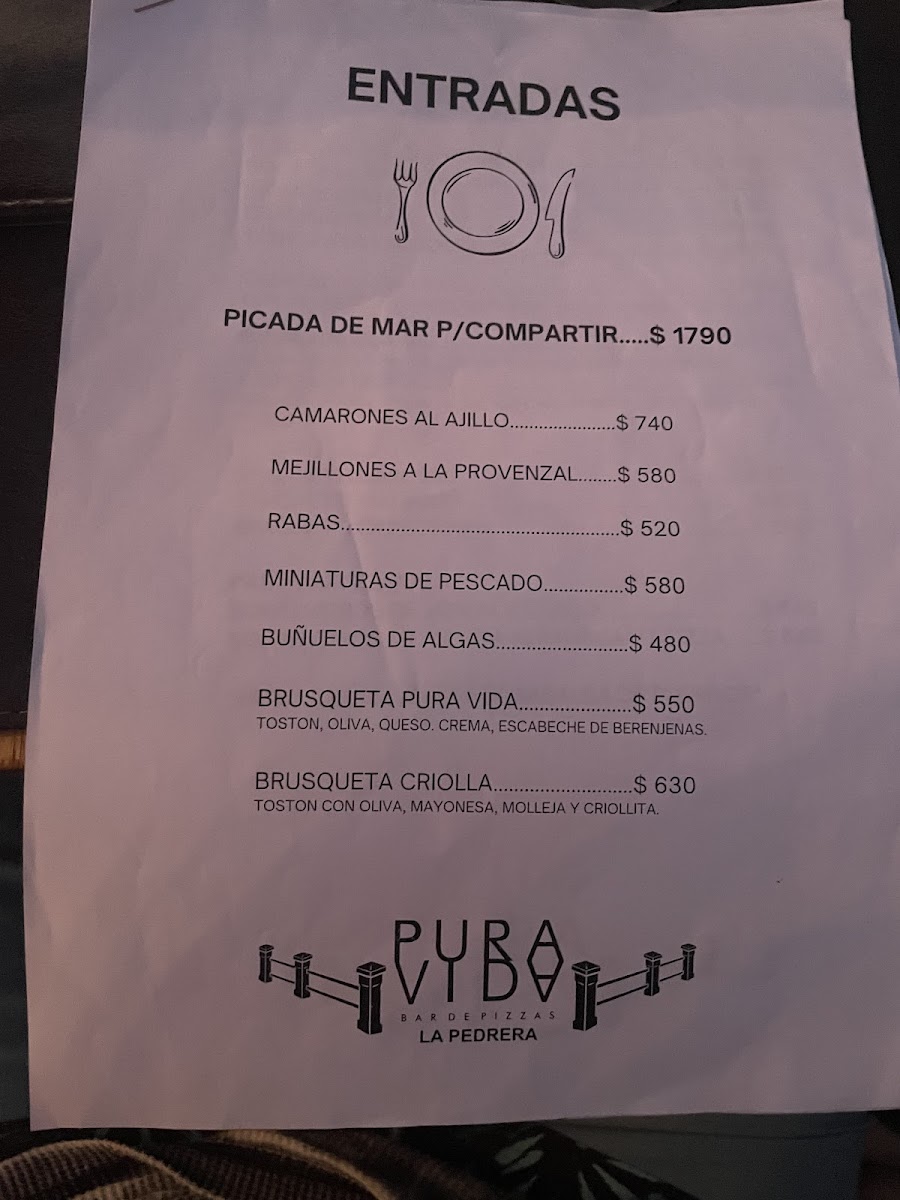 ENTRADAS
PICADA DE MAR P/COMPARTIR.....$ 1790
CAMARONES AL AJILLO.....................$ 740
MEJILLONES A LA PROVENZAL........$ 580
RABAS........................................................$ 520
MINIATURAS DE PESCADO................$ 580
BUÑUELOS DE ALGAS..........................$ 480
BRUSQUETA PURA VIDA......................$ 550
TOSTON, OLIVA, QUESO. CREMA, ESCABECHE DE BERENJENAS.
BRUSQUETA CRIOLLA...........................$ 630
TOSTON CON OLIVA, MAYONESA, MOLLEJA Y CRIOLLITA.
PURA
VIDA
BAR DE PIZZAS
LA PEDRERA